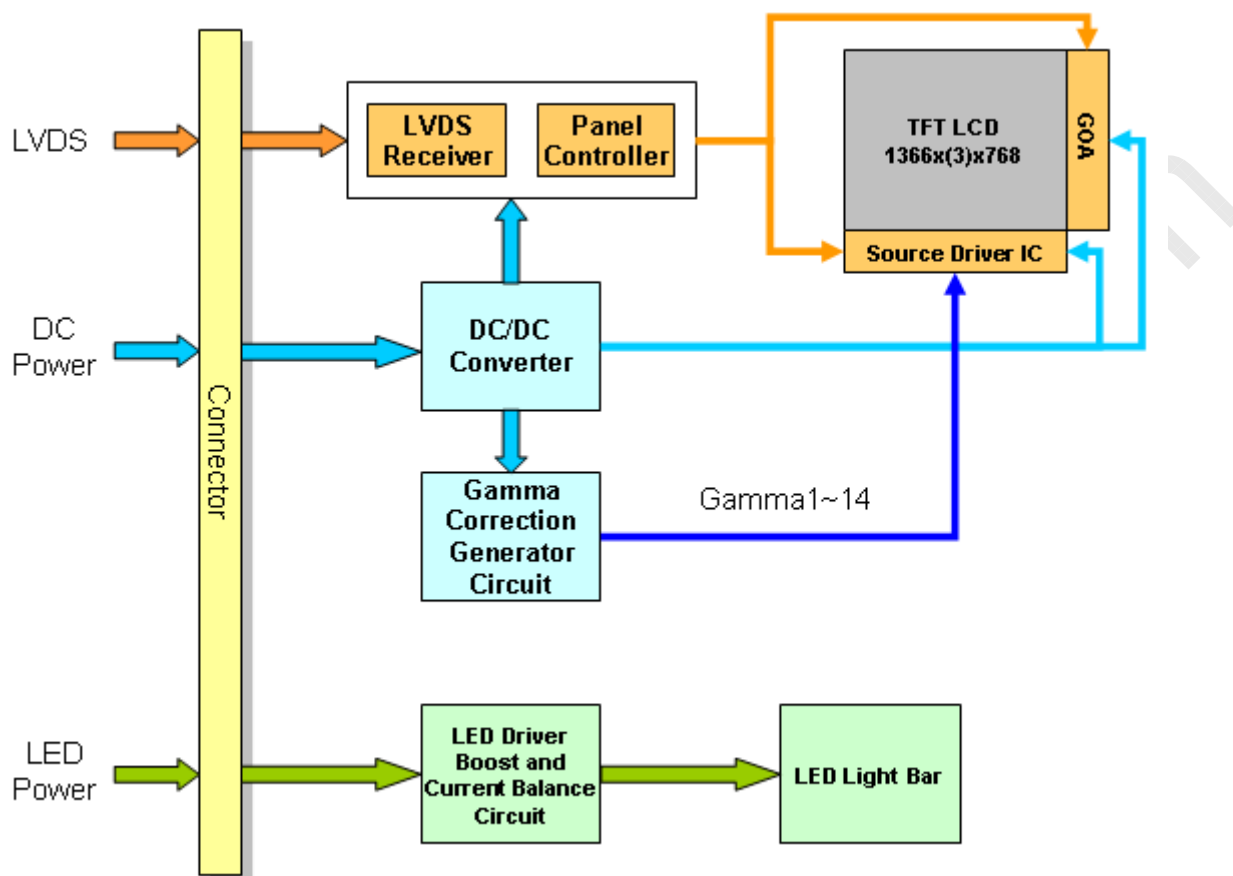 LVDS
LVDS
Receiver
Panel
Controller
TFT LCD
1366x(3)x768
GOA
Source Driver IC
DC
Power
DC/DC
Converter
Connector
Gamma
Correction
Generator
Circuit
Gamma1~14
LED
Power
LED Driver
Boost and
Current Balance
Circuit
LED Light Bar